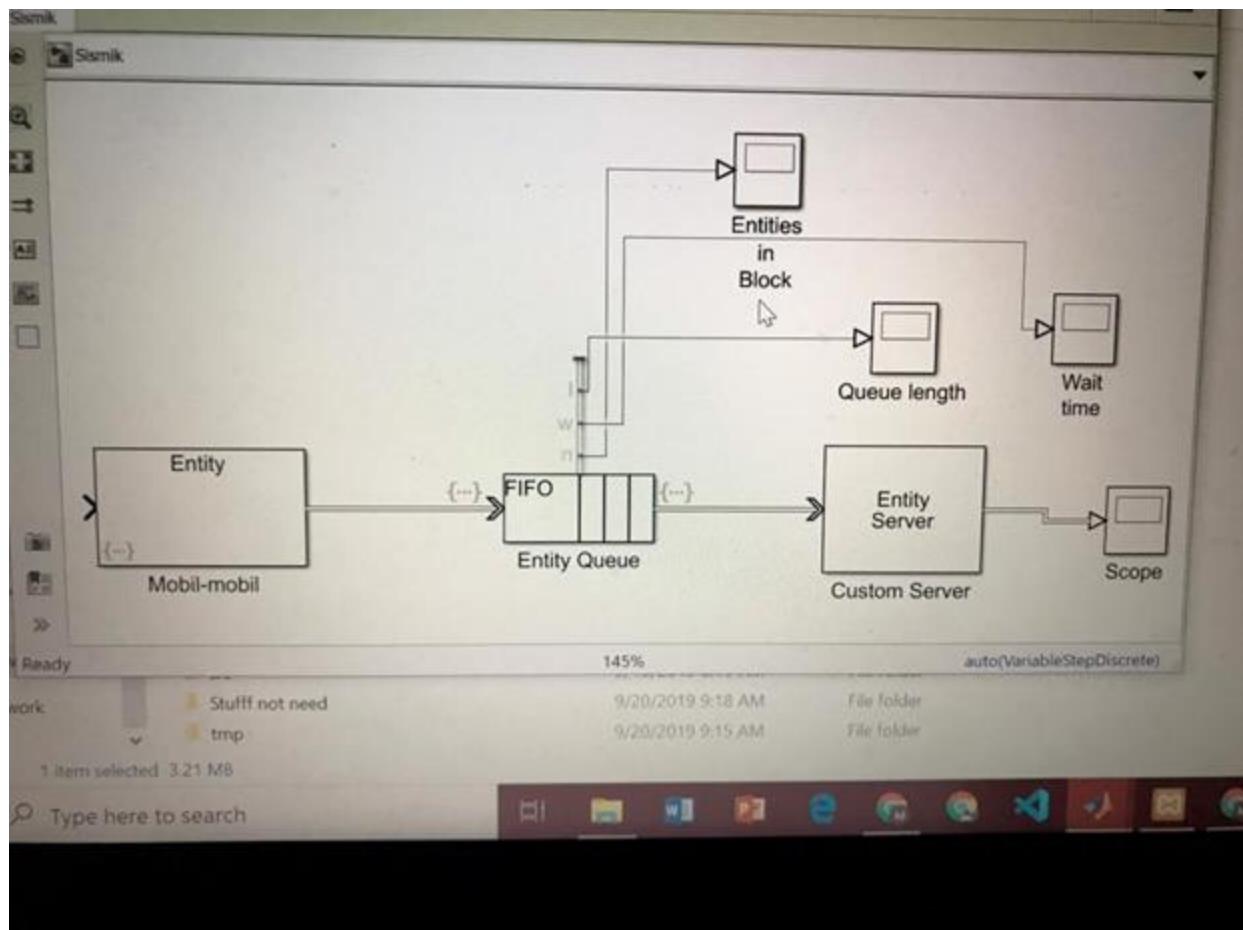 Sismik
Sismik
Entities
in
Block
Queue length
Wait
time
l
w
n
Entity
{...}
Mobil-mobil
{...}
FIFO
{...}
Entity Queue
Entity
Server
Custom Server
Scope
Ready
145%
auto(VariableStepDiscrete)
work
Stufff not need
9/20/2019 9:18 AM
File folder
tmp
9/20/2019 9:15 AM
File folder
1 item selected 3.21 MB
Type here to search